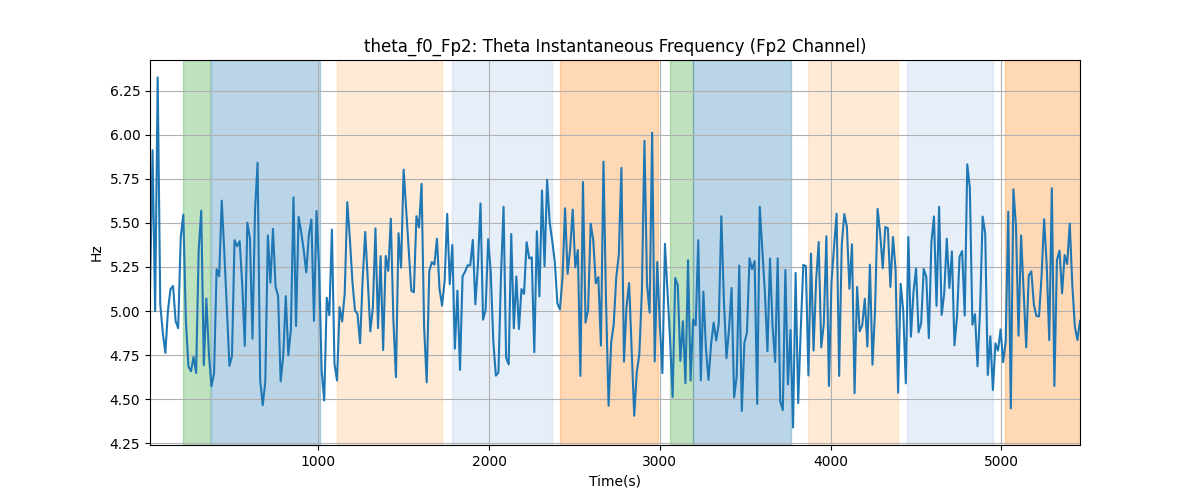 theta_f0_Fp2: Theta Instantaneous Frequency (Fp2 Channel)
6.25
6.00
5.75
5.50
5.25
5.00
4.75
4.50
4.25
Hz
1000 2000 3000 4000 5000
Time(s)